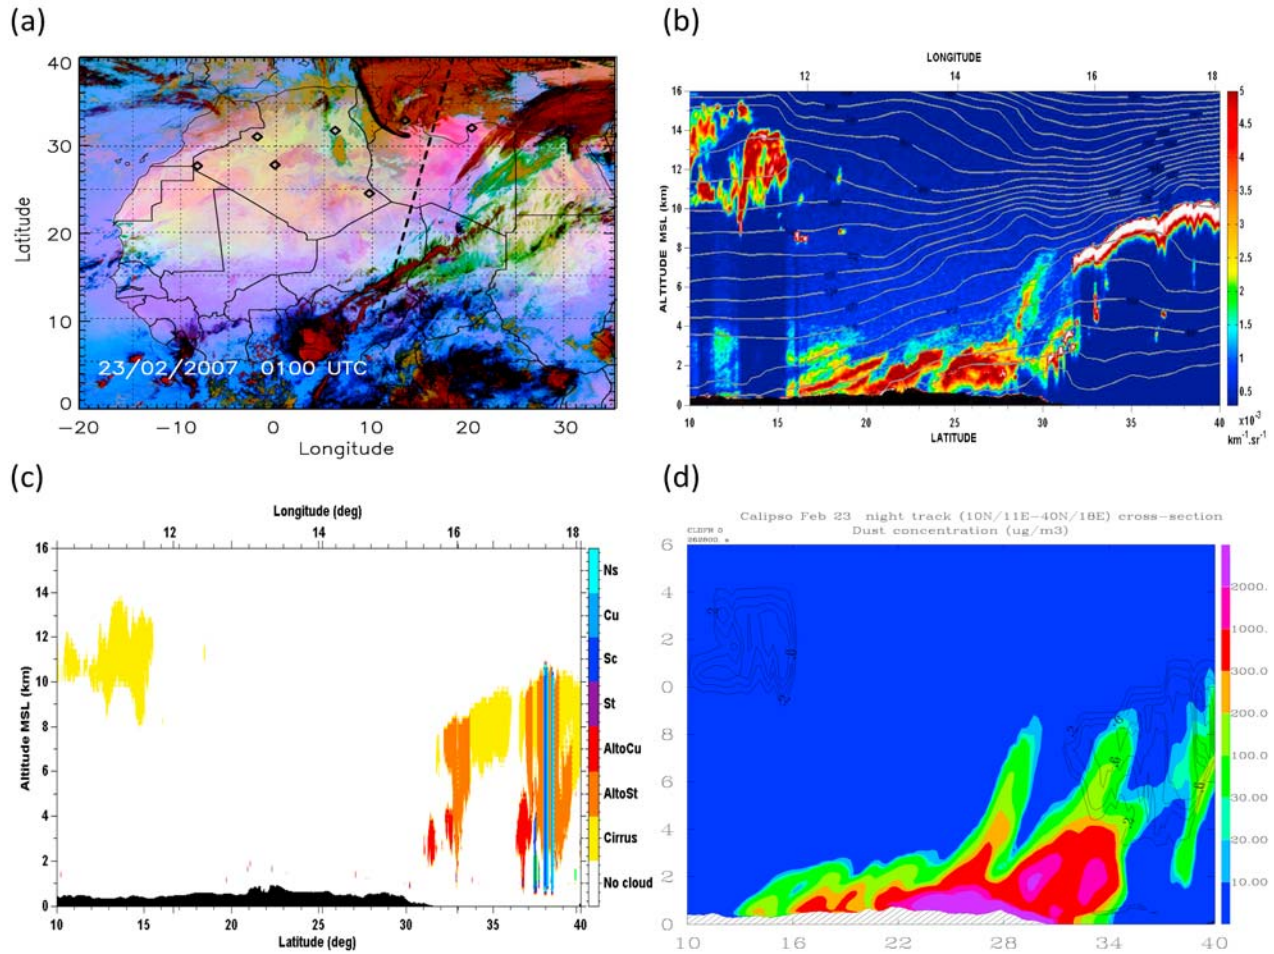 (a)
40
30
20
10
0
Latitude
23/02/2007 0100 UTC
-20 -10 0 10 20 30
Longitude
(b)
LONGITUDE
12 14 16 18
16
14
12
10
8
6
4
2
0
ALTITUDE MSL (km)
10 15 20 25 30 35 40
LATITUDE
5
4.5
4
3.5
3
2.5
2
1.5
1
0.5
x10⁻³
km⁻¹.sr⁻¹
(c)
Longitude (deg)
12 14 16 18
16
14
12
10
8
6
4
2
0
Altitude MSL (km)
10 15 20 25 30 35 40
Latitude (deg)
Ns
Cu
Sc
St
AltoCu
AltoSt
Cirrus
No cloud
(d)
Calipso Feb 23 night track (10N/11E-40N/18E) cross-section
Dust concentration (ug/m3)
6
4
2
0
8
6
4
2
0
10 16 22 28 34 40
2000.
1000.
300.0
200.0
100.0
30.00
20.00
10.00